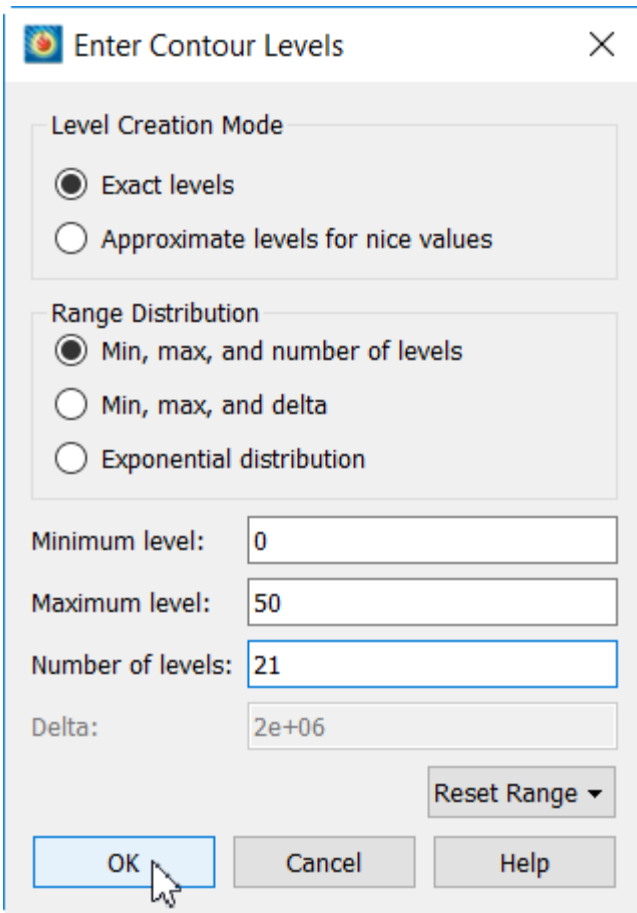 Enter Contour Levels
Level Creation Mode
Exact levels
Approximate levels for nice values
Range Distribution
Min, max, and number of levels
Min, max, and delta
Exponential distribution
Minimum level: 0
Maximum level: 50
Number of levels: 21
Delta: 2e+06
Reset Range
OK Cancel Help